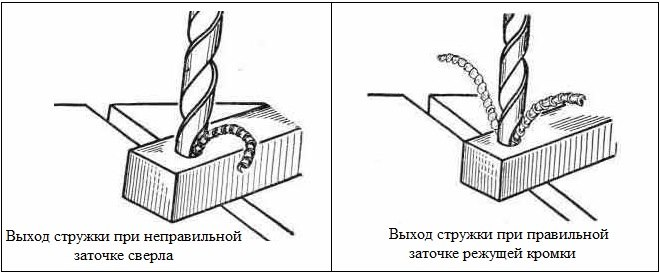 Выход стружки при неправильной
заточке сверла
Выход стружки при правильной
заточке режущей кромки